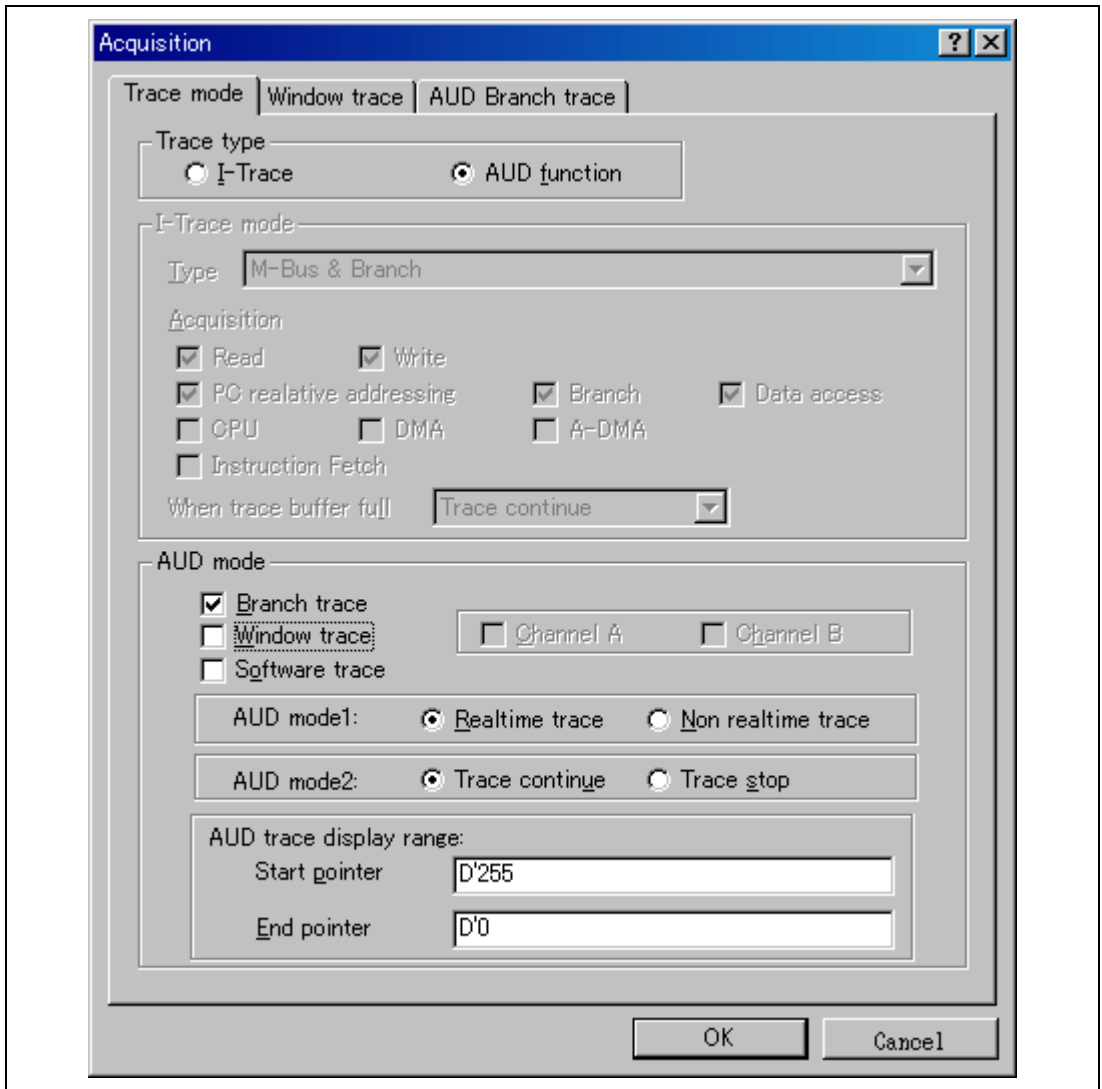 Acquisition
Trace mode Window trace AUD Branch trace
Trace type
I-Trace AUD function
I-Trace mode
Type M-Bus & Branch
Acquisition
Read Write
PC realative addressing Branch Data access
CPU DMA A-DMA
Instruction Fetch
When trace buffer full Trace continue
AUD mode
Branch trace
Window trace Channel A Channel B
Software trace
AUD mode1: Realtime trace Non realtime trace
AUD mode2: Trace continue Trace stop
AUD trace display range:
Start pointer D'255
End pointer D'0
OK Cancel